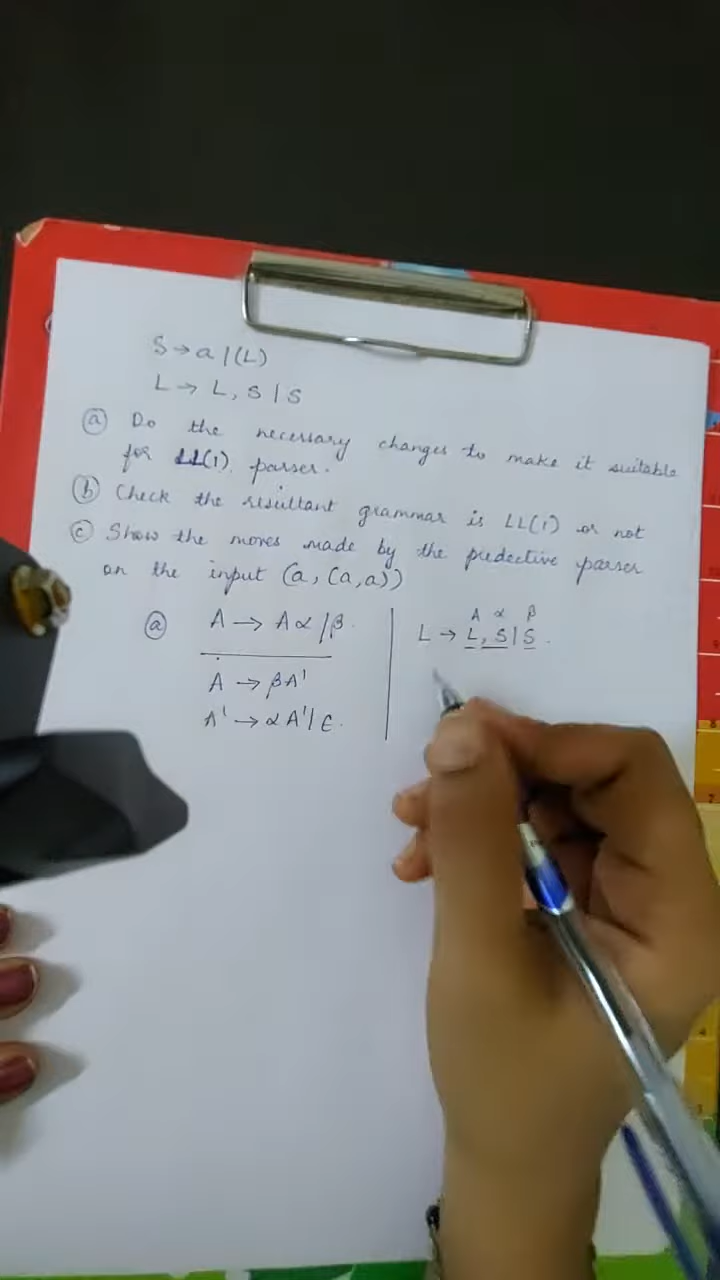 S → a | (L)
L → L, S | S
ⓐ Do the necessary changes to make it suitable
for LL(1) parser.
ⓑ Check the resultant grammar is LL(1) or not
ⓒ Show the moves made by the predective parser
on the input (a, (a,a))
ⓐ A → Aα | β.
A → βA'
A' → αA' | ε.
A α β
L → L, S | S.